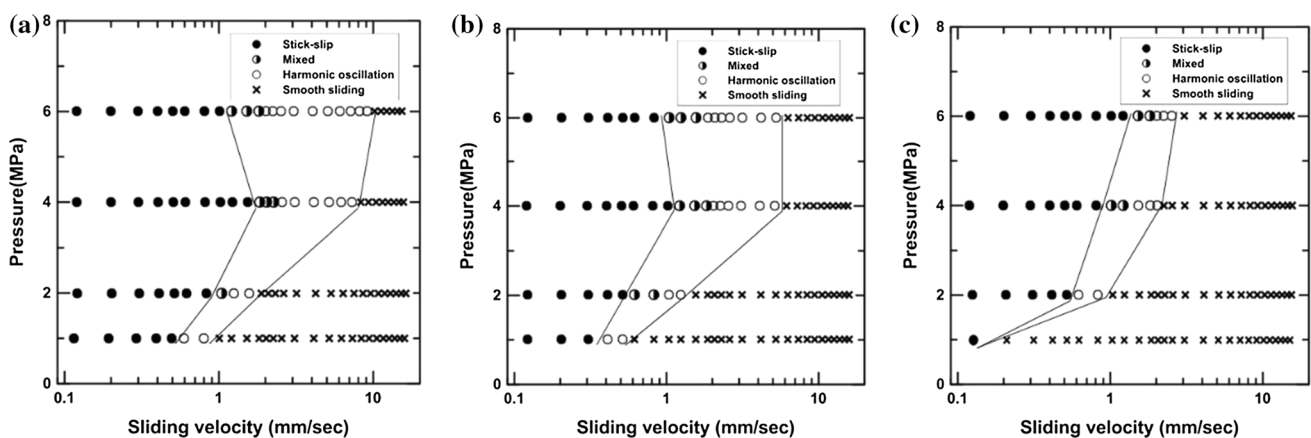 (a)
8
6
4
2
0
Pressure(MPa)
Stick-slip
Mixed
Harmonic oscillation
Smooth sliding
0.1
1
10
Sliding velocity (mm/sec)
(b)
8
6
4
2
0
Pressure(MPa)
Stick-slip
Mixed
Harmonic oscillation
Smooth sliding
0.1
1
10
Sliding velocity (mm/sec)
(c)
8
6
4
2
0
Pressure(MPa)
Stick-slip
Mixed
Harmonic oscillation
Smooth sliding
0.1
1
10
Sliding velocity (mm/sec)